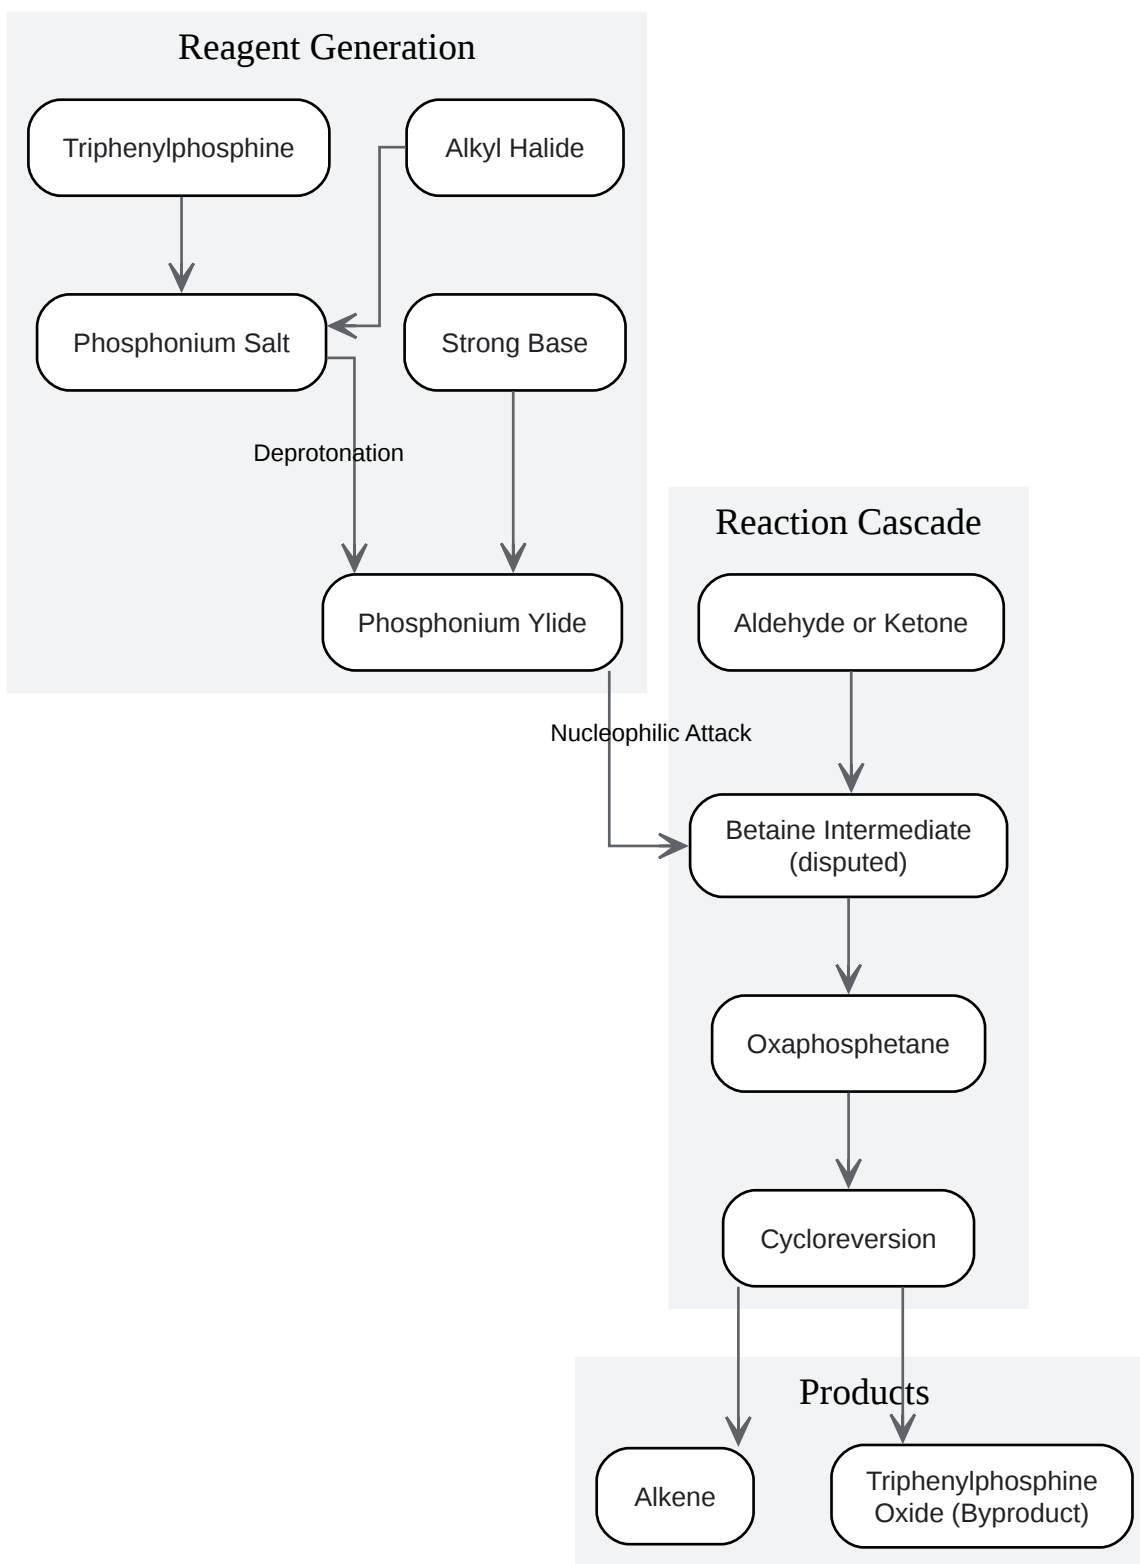 Reagent Generation
Triphenylphosphine
Alkyl Halide
Phosphonium Salt
Strong Base
Deprotonation
Phosphonium Ylide
Reaction Cascade
Aldehyde or Ketone
Nucleophilic Attack
Betaine Intermediate
(disputed)
Oxaphosphetane
Cycloreversion
Products
Alkene
Triphenylphosphine
Oxide (Byproduct)